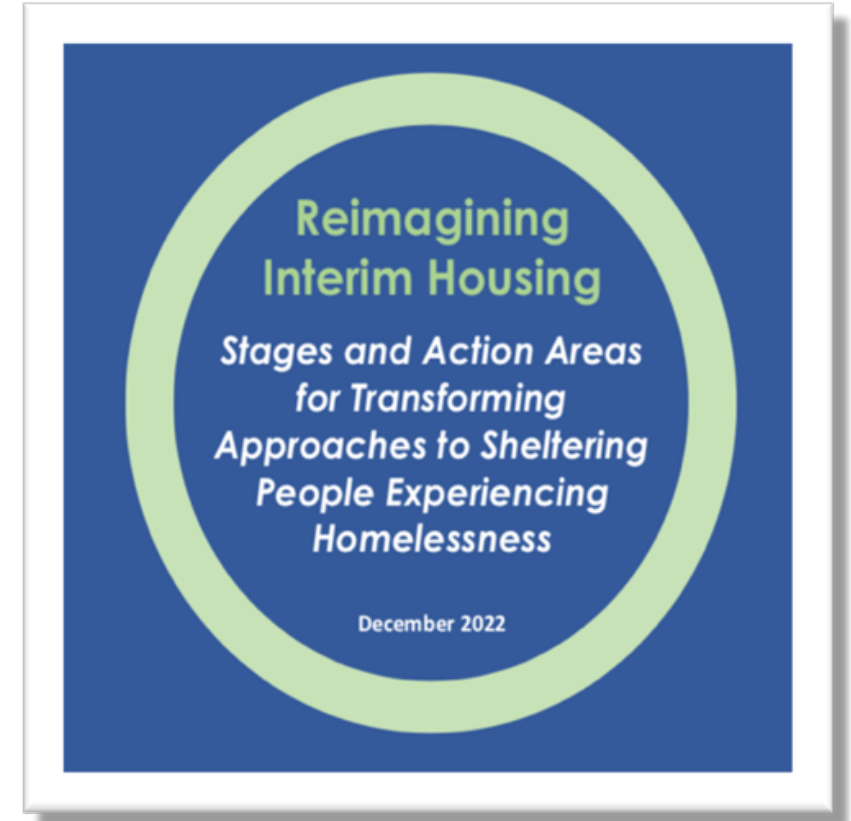 Reimagining
Interim Housing
Stages and Action Areas
for Transforming
Approaches to Sheltering
People Experiencing
Homelessness
December 2022